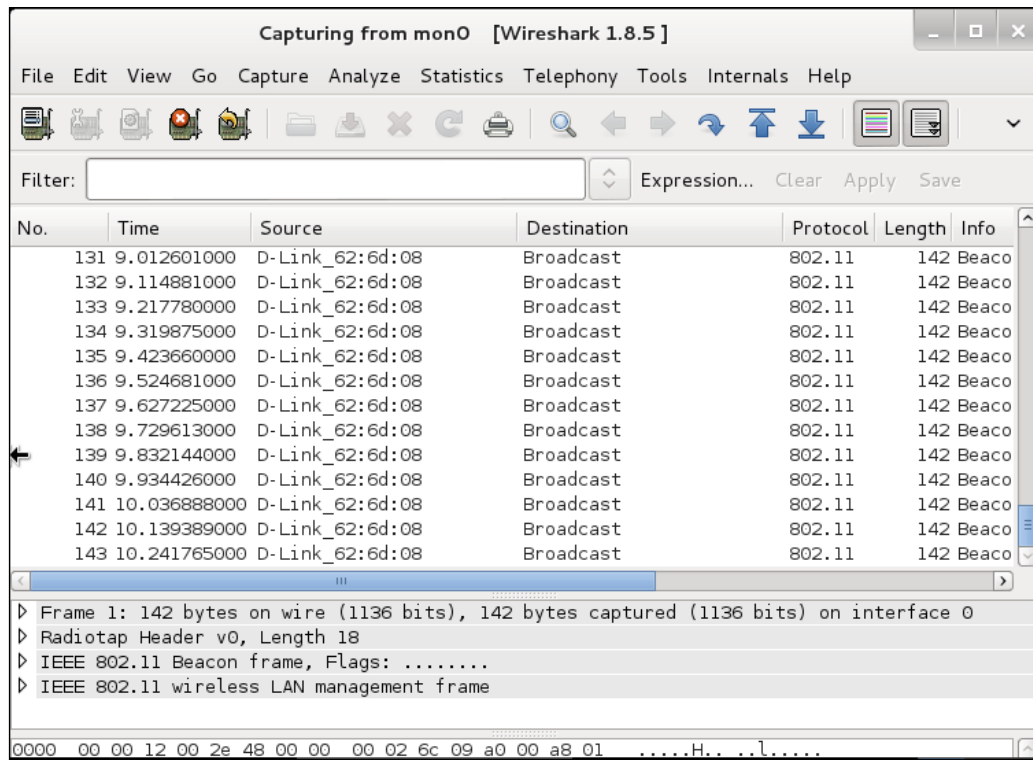 Capturing from mon0 [Wireshark 1.8.5 ]
File Edit View Go Capture Analyze Statistics Telephony Tools Internals Help
Filter: Expression... Clear Apply Save
No. Time Source Destination Protocol Length Info
131 9.012601000 D-Link_62:6d:08 Broadcast 802.11 142 Beaco
132 9.114881000 D-Link_62:6d:08 Broadcast 802.11 142 Beaco
133 9.217780000 D-Link_62:6d:08 Broadcast 802.11 142 Beaco
134 9.319875000 D-Link_62:6d:08 Broadcast 802.11 142 Beaco
135 9.423660000 D-Link_62:6d:08 Broadcast 802.11 142 Beaco
136 9.524681000 D-Link_62:6d:08 Broadcast 802.11 142 Beaco
137 9.627225000 D-Link_62:6d:08 Broadcast 802.11 142 Beaco
138 9.729613000 D-Link_62:6d:08 Broadcast 802.11 142 Beaco
139 9.832144000 D-Link_62:6d:08 Broadcast 802.11 142 Beaco
140 9.934426000 D-Link_62:6d:08 Broadcast 802.11 142 Beaco
141 10.036888000 D-Link_62:6d:08 Broadcast 802.11 142 Beaco
142 10.139389000 D-Link_62:6d:08 Broadcast 802.11 142 Beaco
143 10.241765000 D-Link_62:6d:08 Broadcast 802.11 142 Beaco
Frame 1: 142 bytes on wire (1136 bits), 142 bytes captured (1136 bits) on interface 0
Radiotap Header v0, Length 18
IEEE 802.11 Beacon frame, Flags: ........
IEEE 802.11 wireless LAN management frame
0000 00 00 12 00 2e 48 00 00 00 02 6c 09 a0 00 a8 01 .....H.. ..l.....